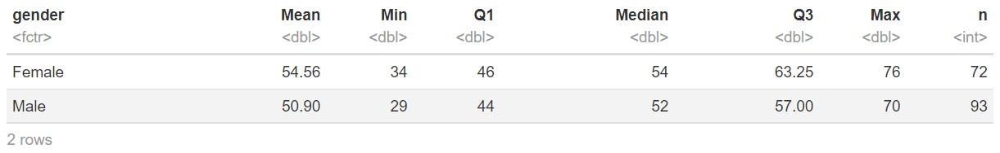 gender Mean Min Q1 Median Q3 Max n
<fctr> <dbl> <dbl> <dbl> <dbl> <dbl> <dbl> <int>
Female 54.56 34 46 54 63.25 76 72
Male 50.90 29 44 52 57.00 70 93
2 rows